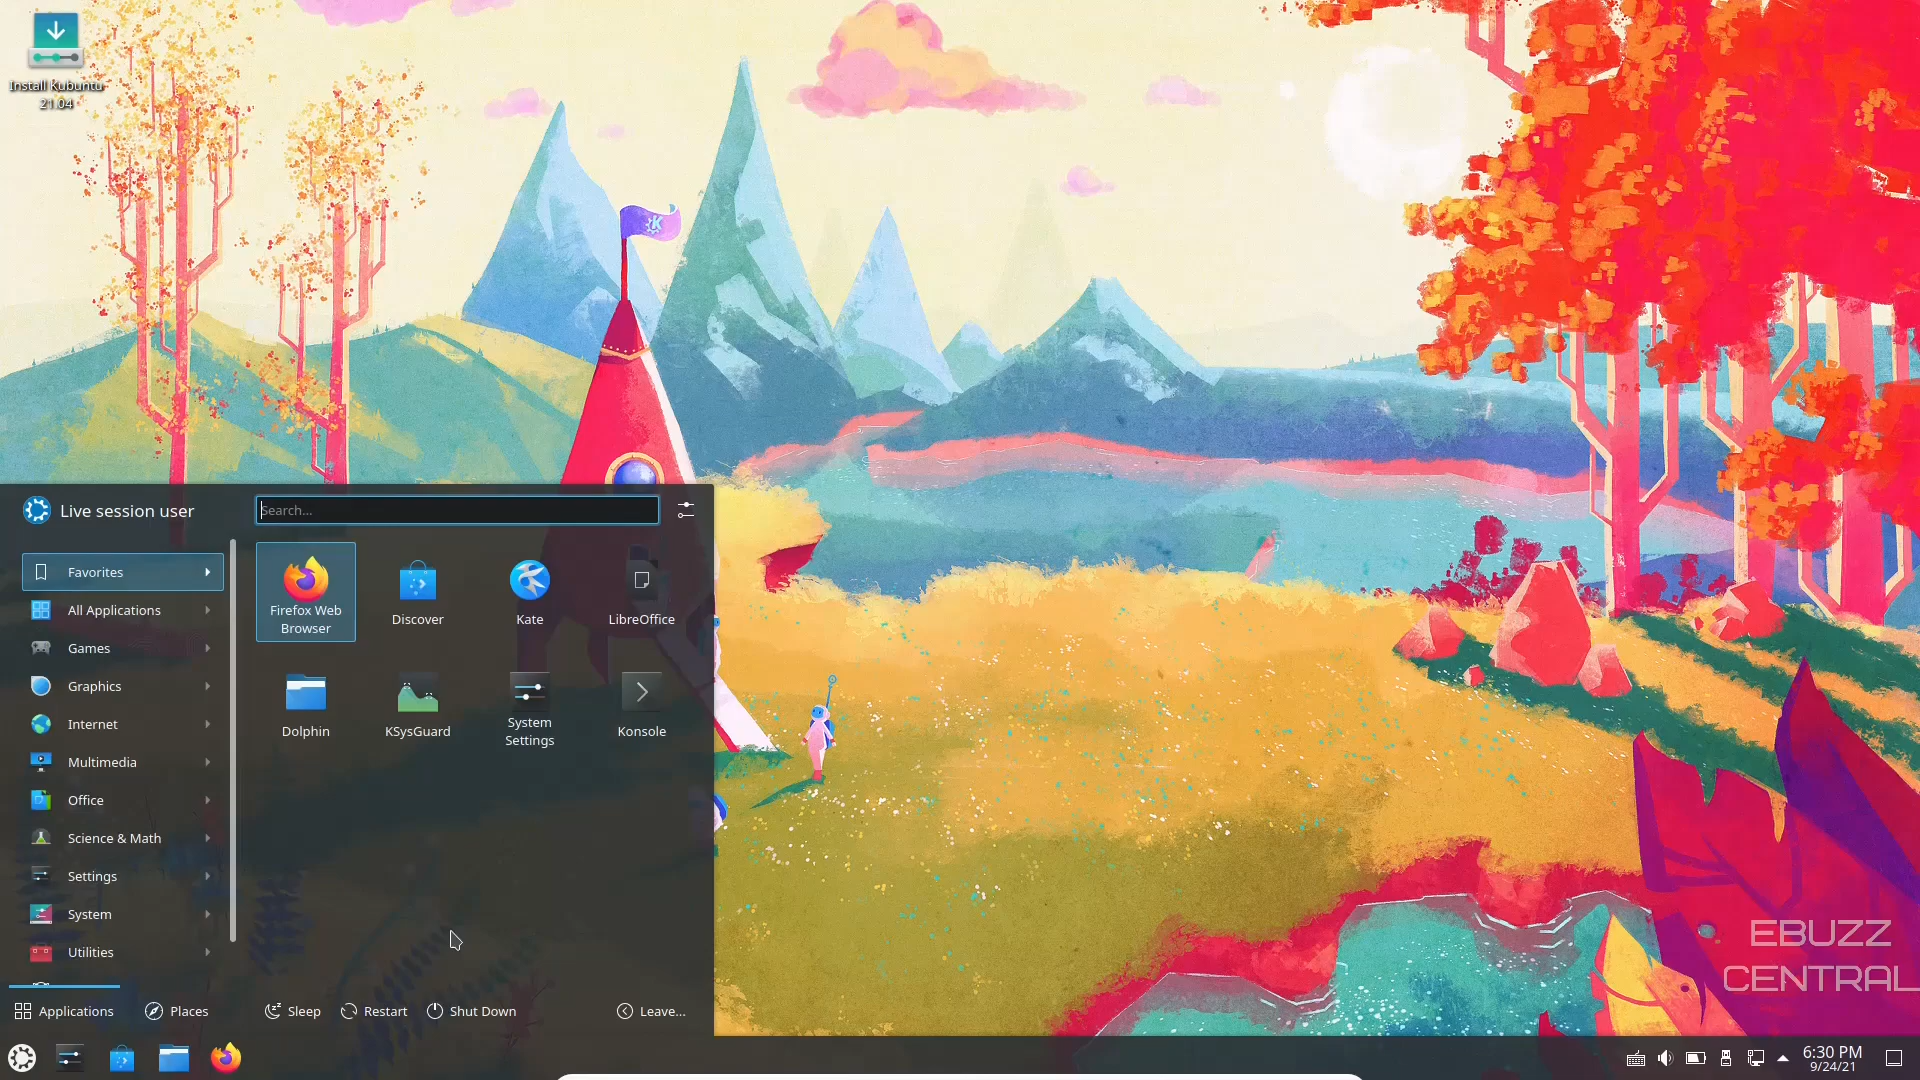 Install Kubuntu
21.04
K
Live session user
Search...
Favorites
All Applications
Games
Graphics
Internet
Multimedia
Office
Science & Math
Settings
System
Utilities
Firefox Web
Browser
Discover
Kate
LibreOffice
Dolphin
KSysGuard
System
Settings
Konsole
Applications
Places
Sleep
Restart
Shut Down
Leave...
EBUZZ
CENTRAL
6:30 PM
9/24/21